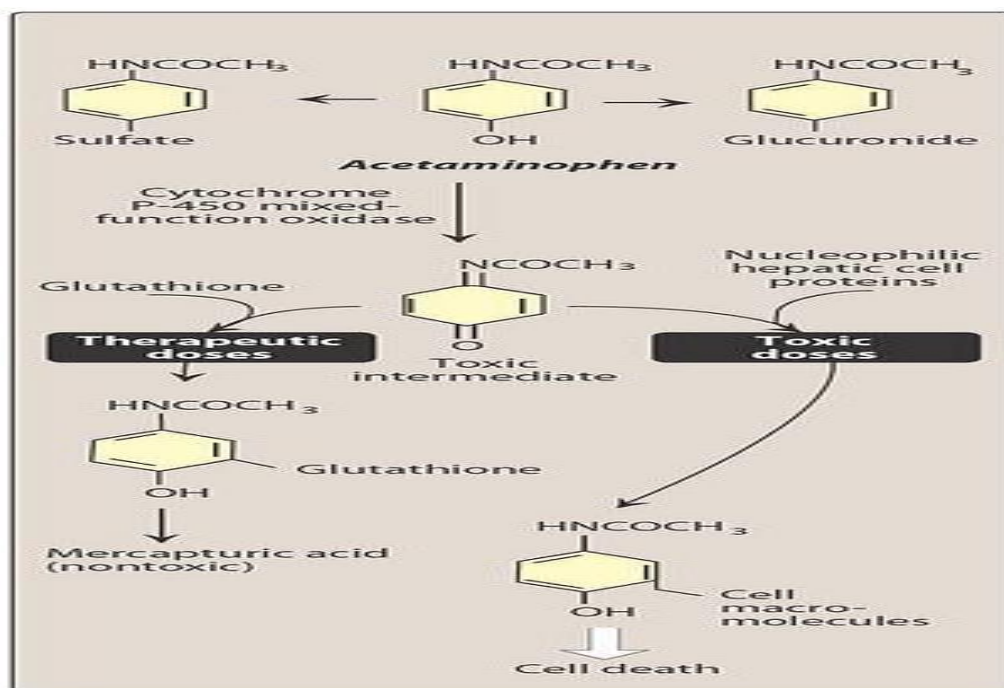 HNCOCH3 HNCOCH3 HNCOCH3
Sulfate OH Glucuronide
Acetaminophen
Cytochrome
P-450 mixed-
function oxidase
NCOCH3
Nucleophilic
hepatic cell
proteins
Glutathione
Therapeutic
doses
O
Toxic
intermediate
Toxic
doses
HNCOCH3
Glutathione
OH
Mercapturic acid
(nontoxic)
HNCOCH3
Cell
macro-
molecules
OH
Cell death